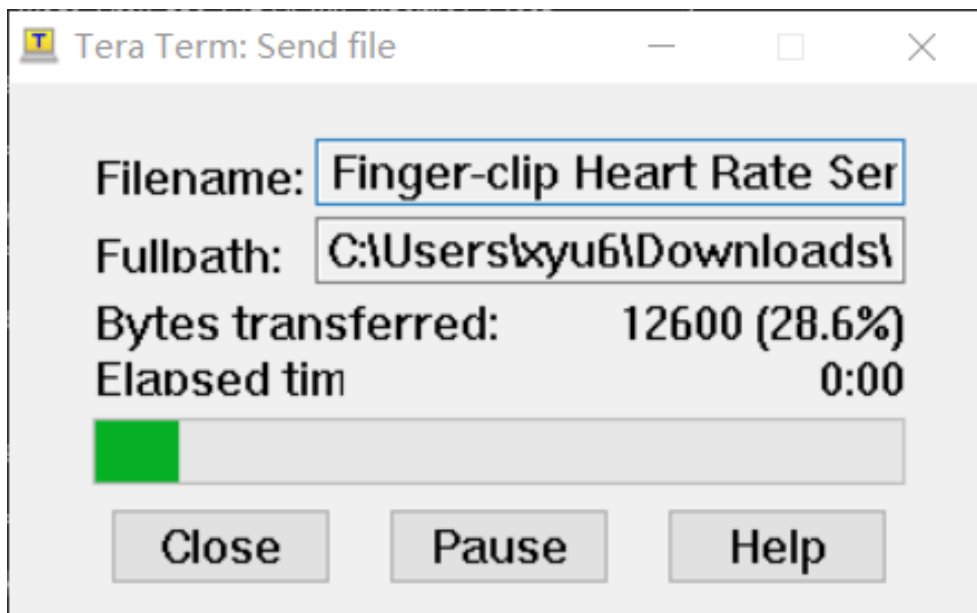 Tera Term: Send file
Filename: Finger-clip Heart Rate Ser
Fullpath: C:\Users\xyu6\Downloads\
Bytes transferred: 12600 (28.6%)
Elapsed tim 0:00
Close Pause Help